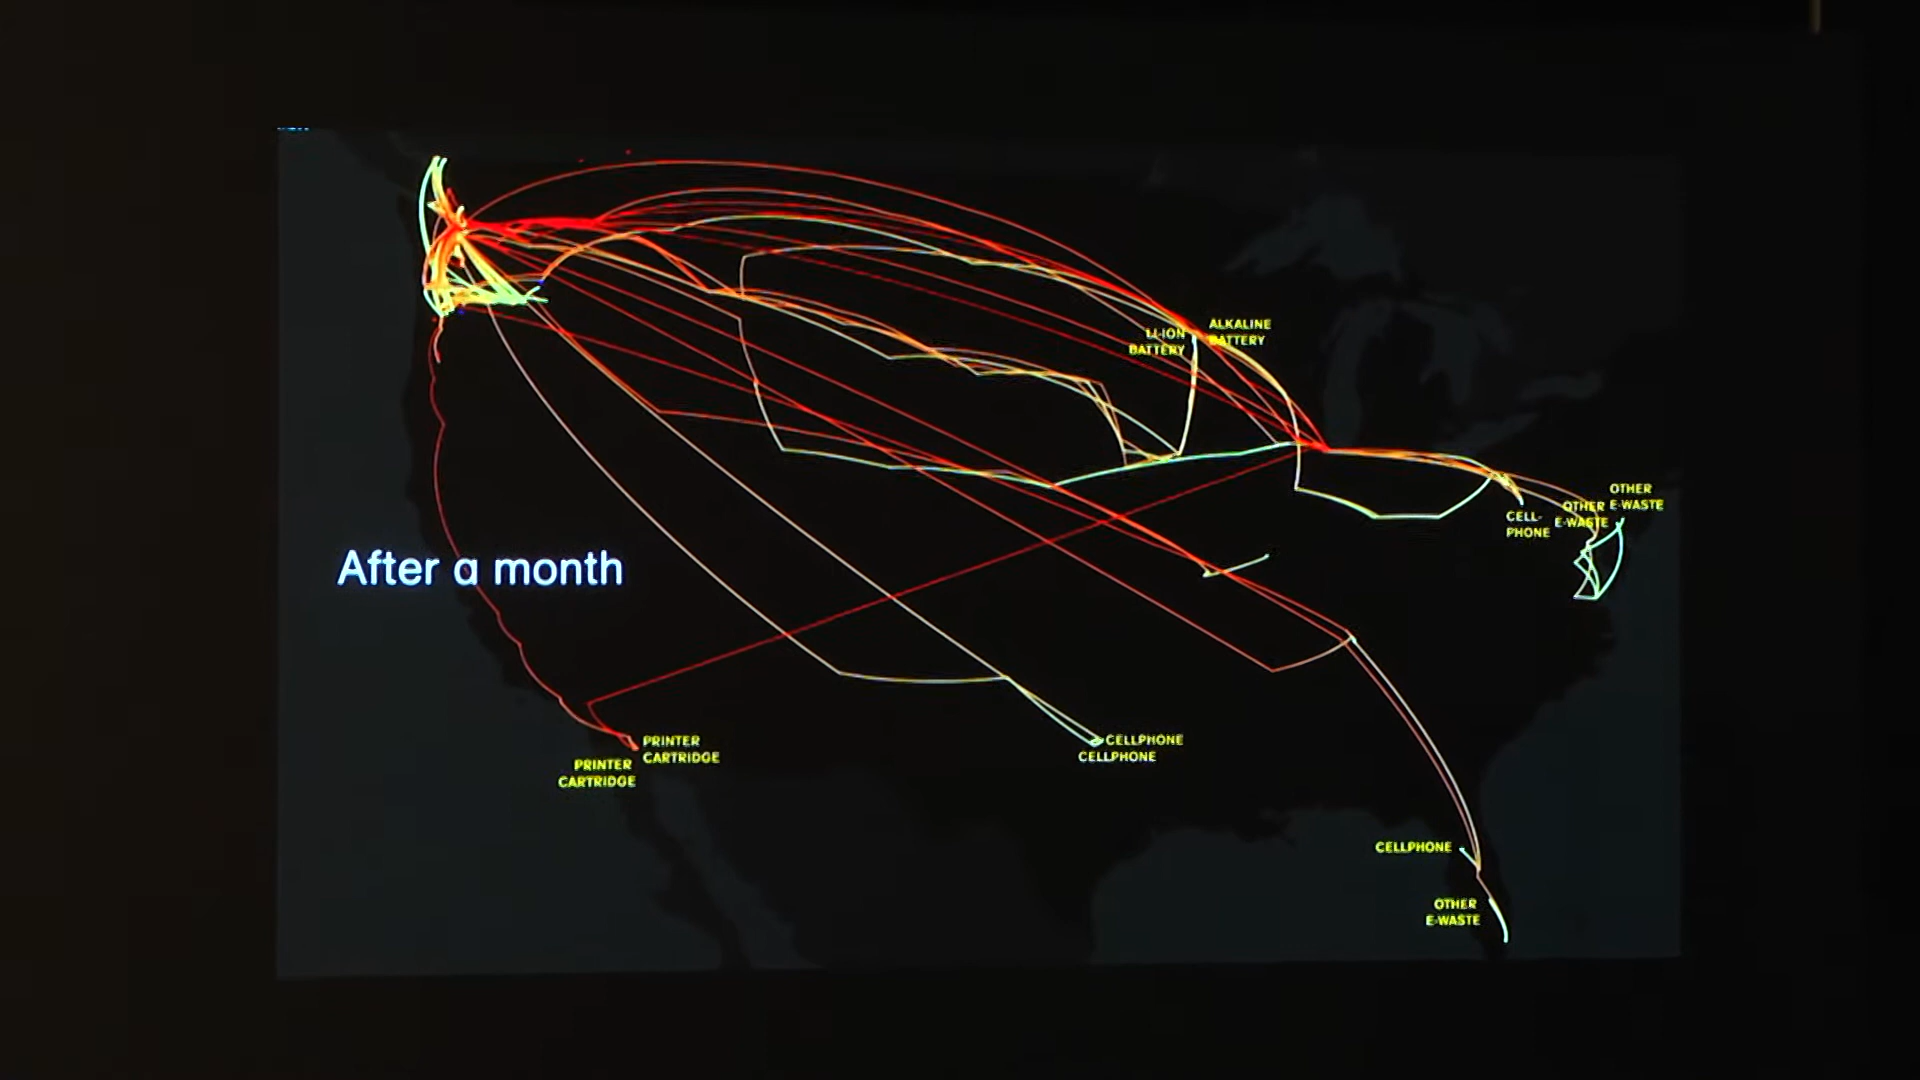 LI-ION
BATTERY
ALKALINE
BATTERY
CELL-
PHONE
OTHER
E-WASTE
OTHER
E-WASTE
After a month
PRINTER
CARTRIDGE
PRINTER
CARTRIDGE
CELLPHONE
CELLPHONE
CELLPHONE
OTHER
E-WASTE